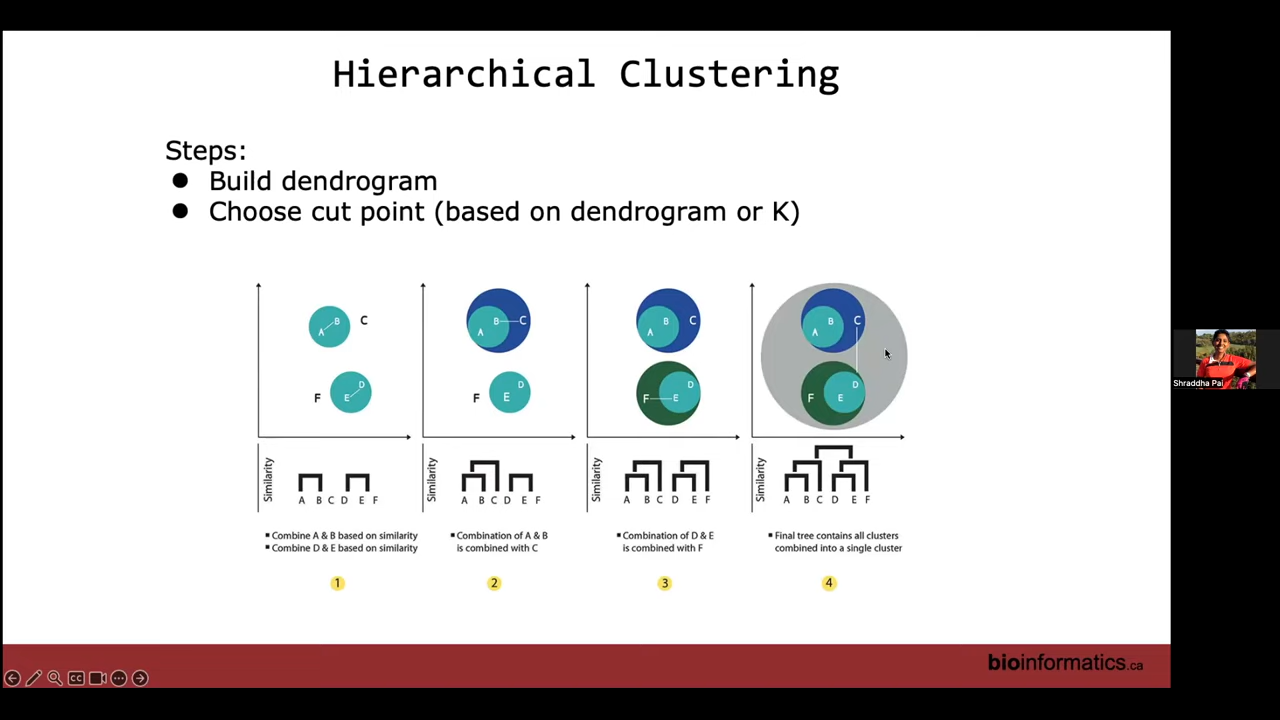 Hierarchical Clustering
Steps:
● Build dendrogram
● Choose cut point (based on dendrogram or K)
A B C
F E D
A B C
F E D
A B C
F E D
A B C
F E D
Similarity
A B C D E F
Similarity
A B C D E F
Similarity
A B C D E F
Similarity
A B C D E F
▪ Combine A & B based on similarity
▪ Combine D & E based on similarity
▪ Combination of A & B
is combined with C
▪ Combination of D & E
is combined with F
▪ Final tree contains all clusters
combined into a single cluster
1
2
3
4
bioinformatics.ca
CC
Shraddha Pai